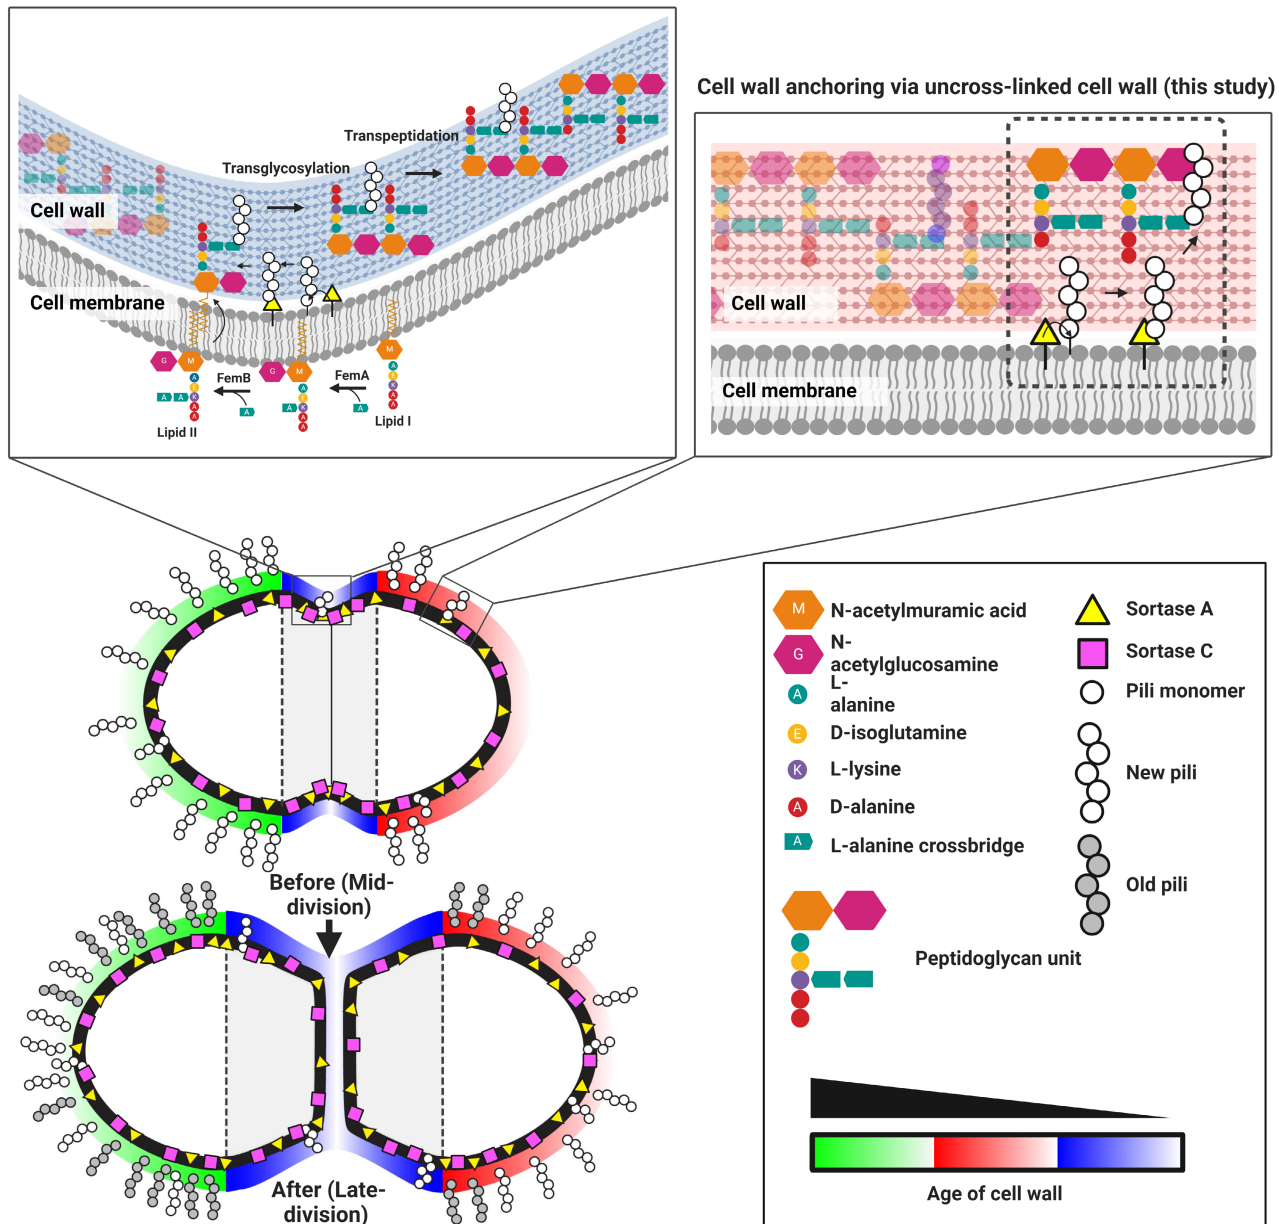 Cell wall anchoring via uncross-linked cell wall (this study)
Transpeptidation
Transglycosylation
Cell wall
Cell membrane
M
G M
G M
A
E
K
A
A
A
E
K
A
A
A
A
E
K
A
A
A A
FemB
FemA
A
A
Lipid II
Lipid I
Cell wall
Cell membrane
Before (Mid-
division)
After (Late-
division)
M N-acetylmuramic acid
G N-
acetylglucosamine
A L-
alanine
E D-isoglutamine
K L-lysine
A D-alanine
A L-alanine crossbridge
Sortase A
Sortase C
Pili monomer
New pili
Old pili
Peptidoglycan unit
Age of cell wall